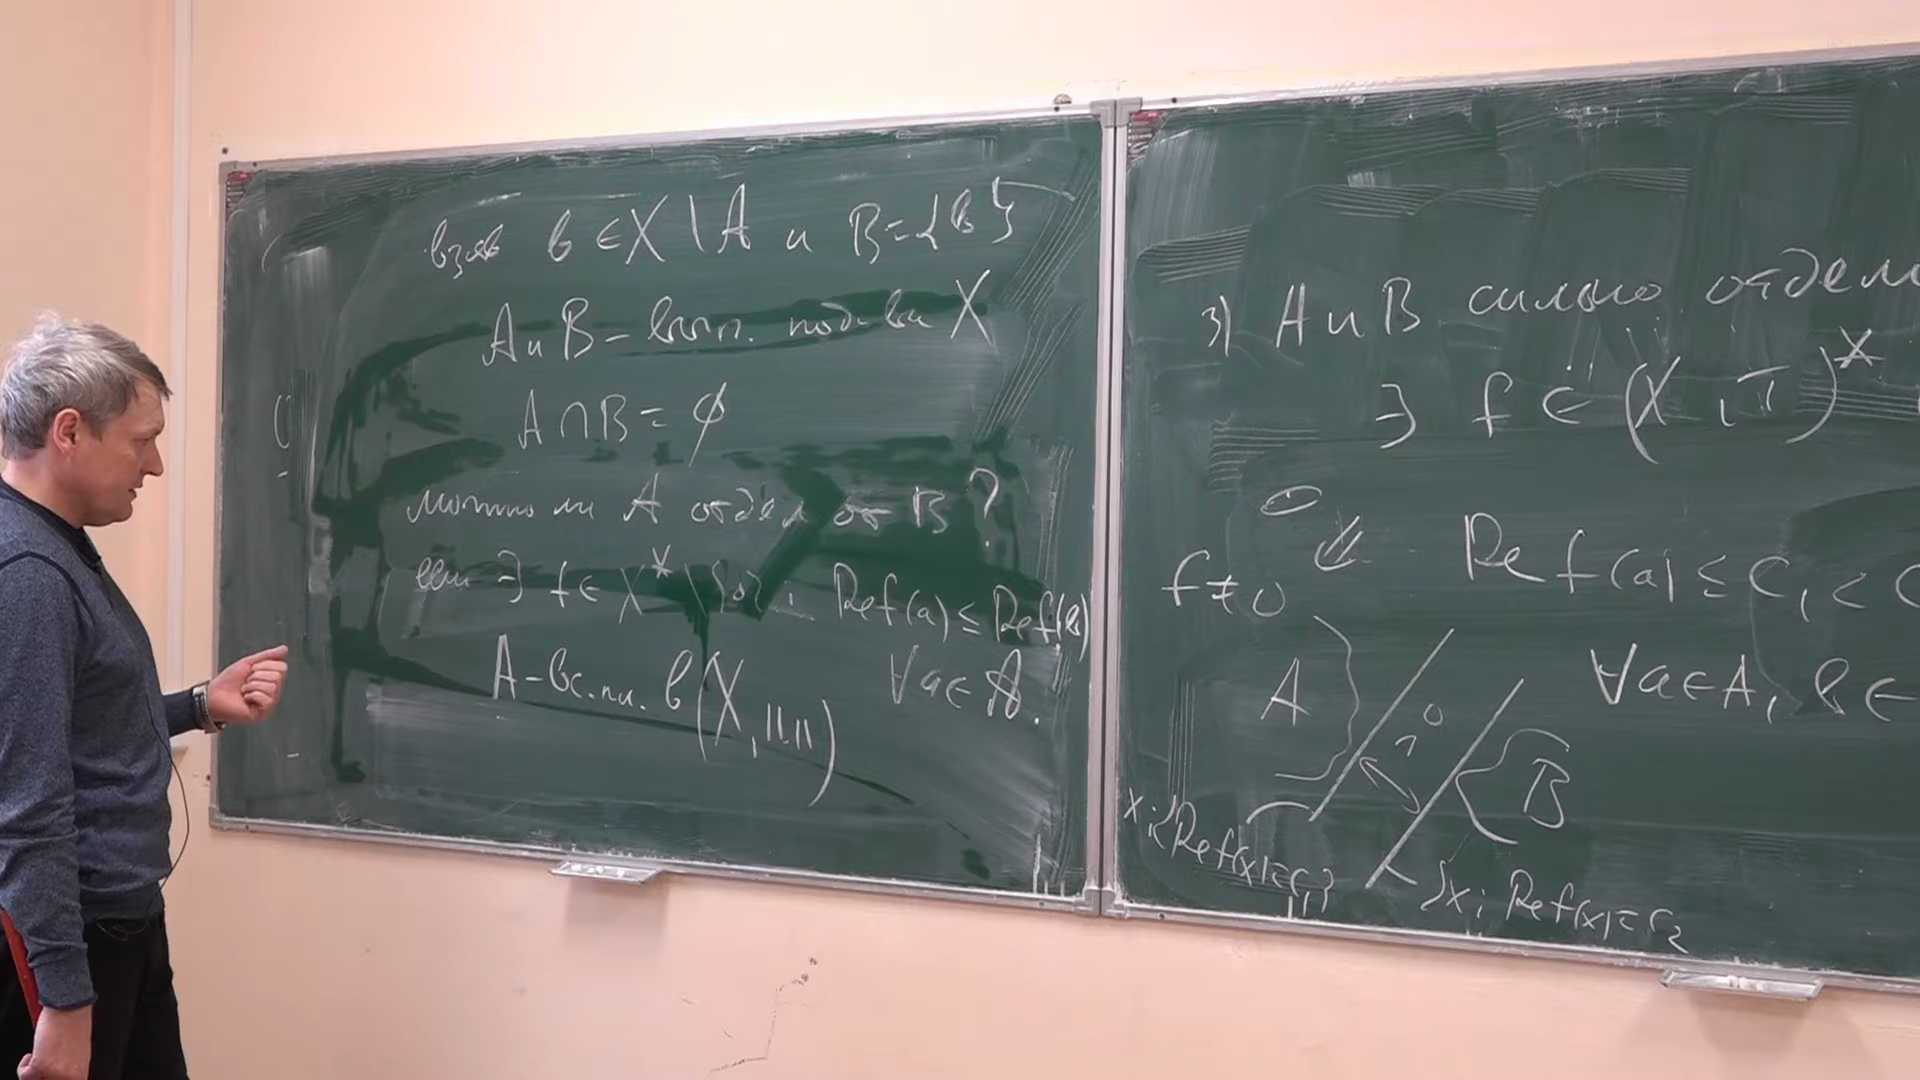 взяв b ∈ X \ A и B = {b}
A и B – вып. подмн-ва X
A ∩ B = ∅
можно ли A отдел от B ?
если ∃ f ∈ X* \ {0} : Re f(a) ≤ Re f(b)
∀ a ∈ A.
A – вс. пл. в (X, ||.||)
3) A и B сильно отдел
∃ f ∈ (X, τ)*
⇓
Re f(a) ≤ C₁ < C
f ≠ 0
∀ a ∈ A, b ∈
A
B
x : Re f(x) = C₁}
{x : Re f(x) = C₂